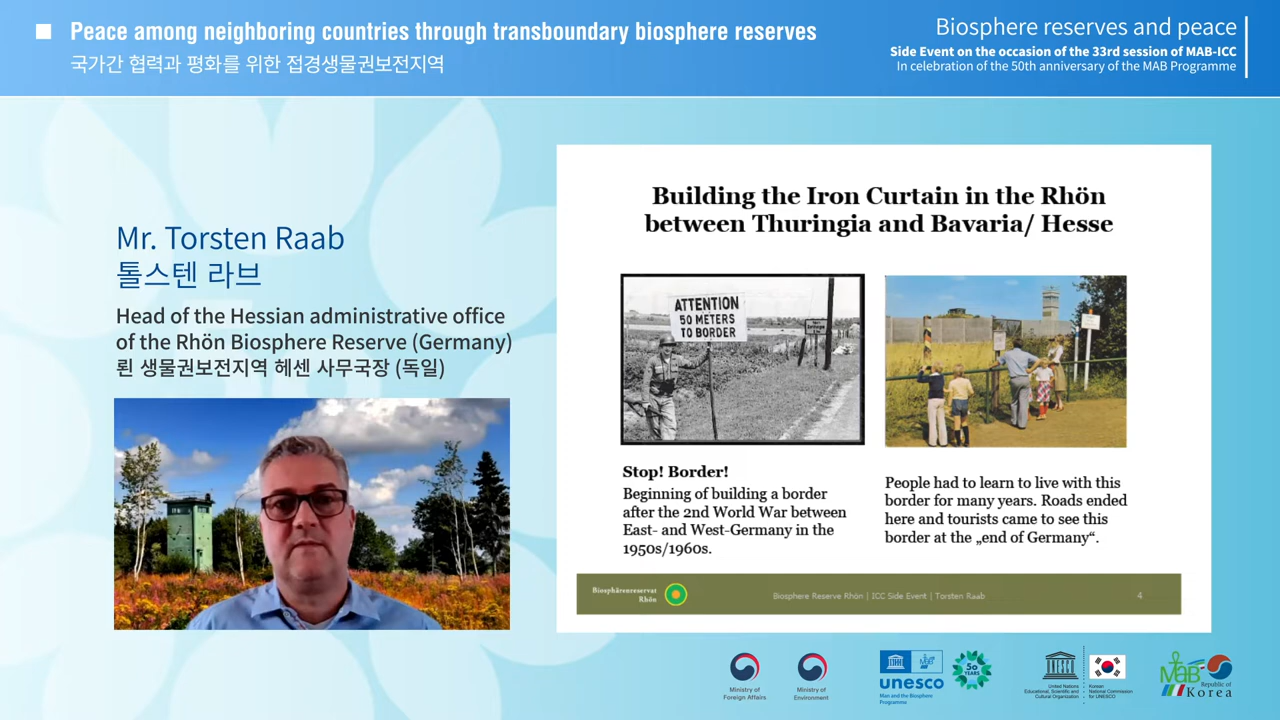 Peace among neighboring countries through transboundary biosphere reserves
국가간 협력과 평화를 위한 접경생물권보전지역
Biosphere reserves and peace
Side Event on the occasion of the 33rd session of MAB-ICC
In celebration of the 50th anniversary of the MAB Programme
Mr. Torsten Raab
톨스텐 라브
Head of the Hessian administrative office
of the Rhön Biosphere Reserve (Germany)
뢴 생물권보전지역 헤센 사무국장 (독일)
Building the Iron Curtain in the Rhön
between Thuringia and Bavaria/ Hesse
ATTENTION
50 METERS
TO BORDER
Stop! Border!
Beginning of building a border
after the 2nd World War between
East- and West-Germany in the
1950s/1960s.
People had to learn to live with this
border for many years. Roads ended
here and tourists came to see this
border at the „end of Germany“.
Biosphärenreservat
Rhön
Biosphere Reserve Rhön | ICC Side Event | Torsten Raab
4
Ministry of
Foreign Affairs
Ministry of
Environment
MAB
unesco
Man and the Biosphere
Programme
50
YEARS
United Nations
Educational, Scientific and
Cultural Organization
Korean
National Commission
for UNESCO
MAB
Republic of
Korea